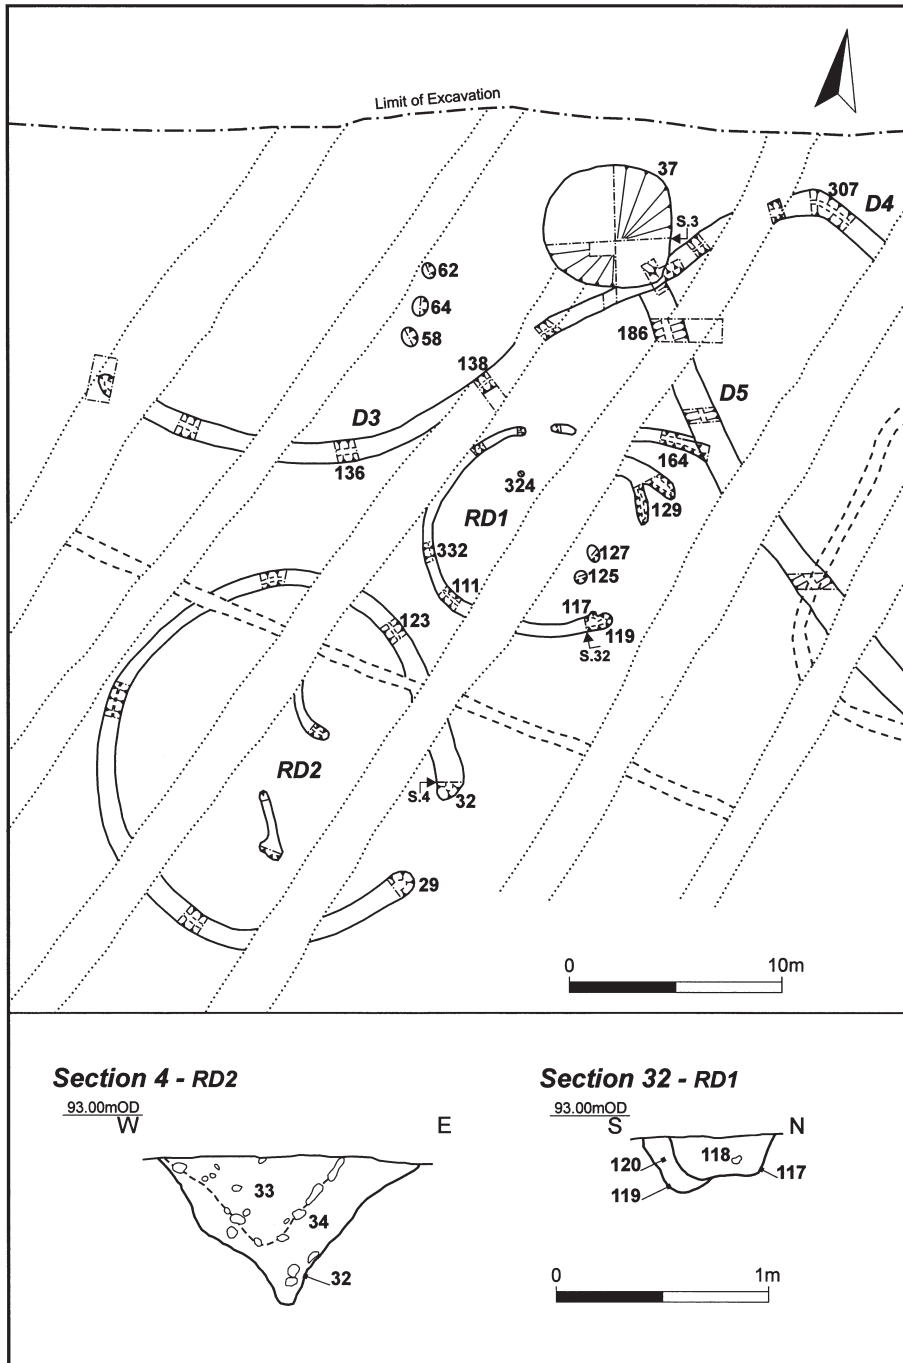 Limit of Excavation
37
307
D4
S.3
62
64
58
186
138
D3
D5
136
164
324
129
RD1
332
127
125
111
117
123
119
S.32
RD2
S.4
32
29
0 10m
Section 4 - RD2
93.00mOD
W E
33
34
32
Section 32 - RD1
93.00mOD
S N
118
120
117
119
0 1m